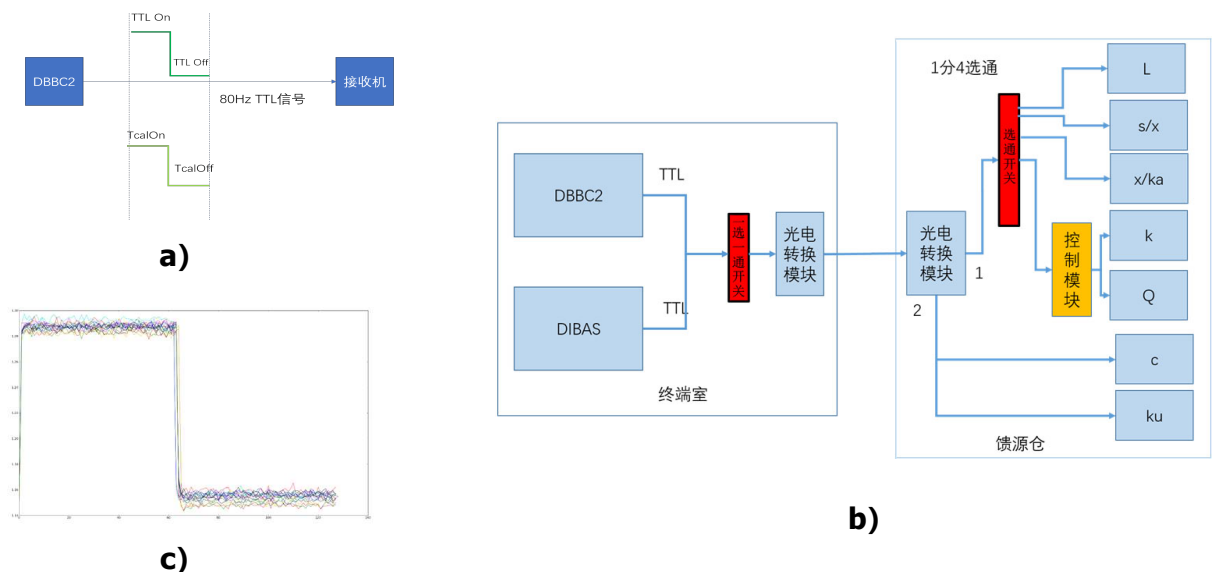 TTL On
TTL Off
DBBC2
接收机
80Hz TTL信号
TcalOn
TcalOff
a)
c)
DBBC2
TTL
DIBAS
TTL
二选一通开关
光电
转换
模块
终端室
1分4选通
选通开关
光电
转换
模块
1
2
控制模块
L
s/x
x/ka
k
Q
c
ku
馈源仓
b)